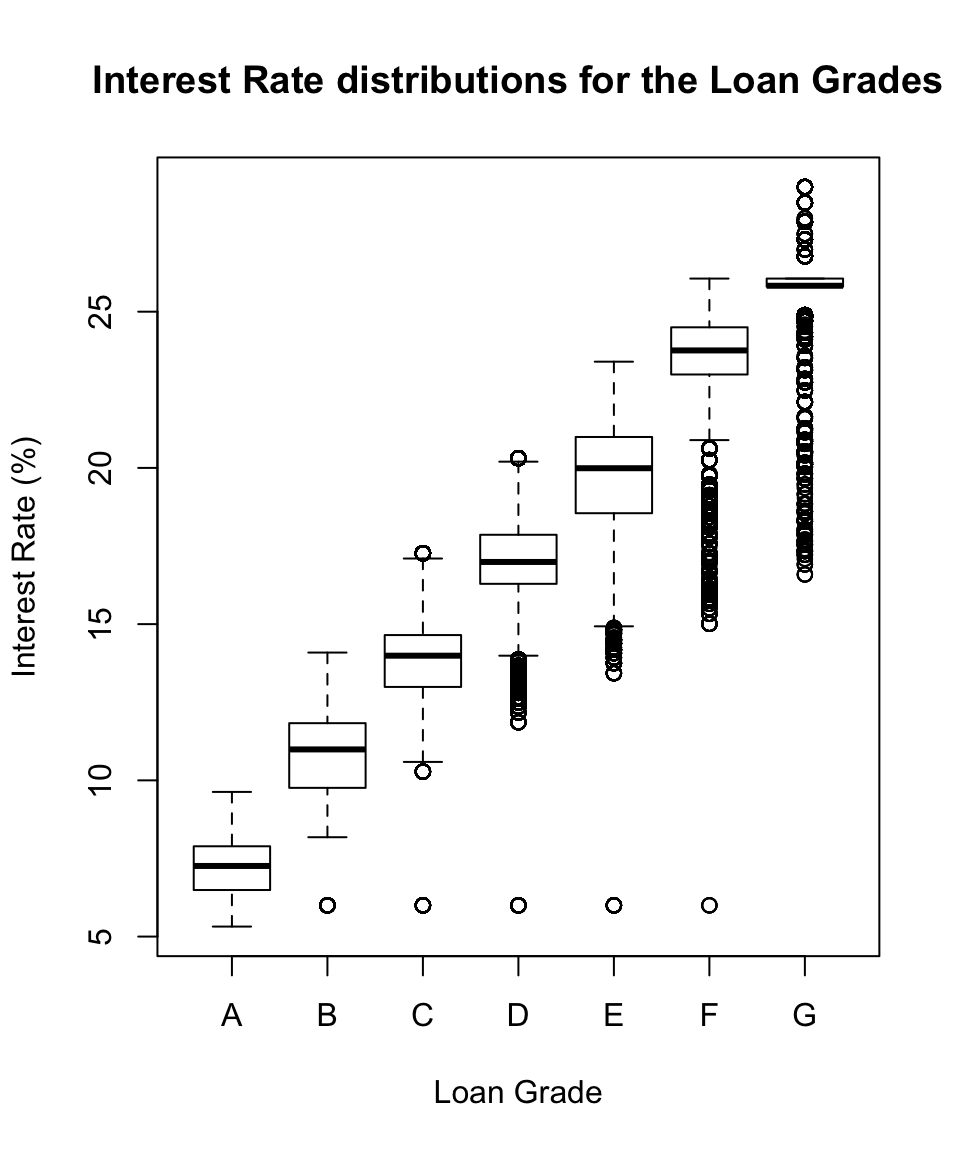 Interest Rate distributions for the Loan Grades
Interest Rate (%)
25
20
15
10
5
A B C D E F G
Loan Grade